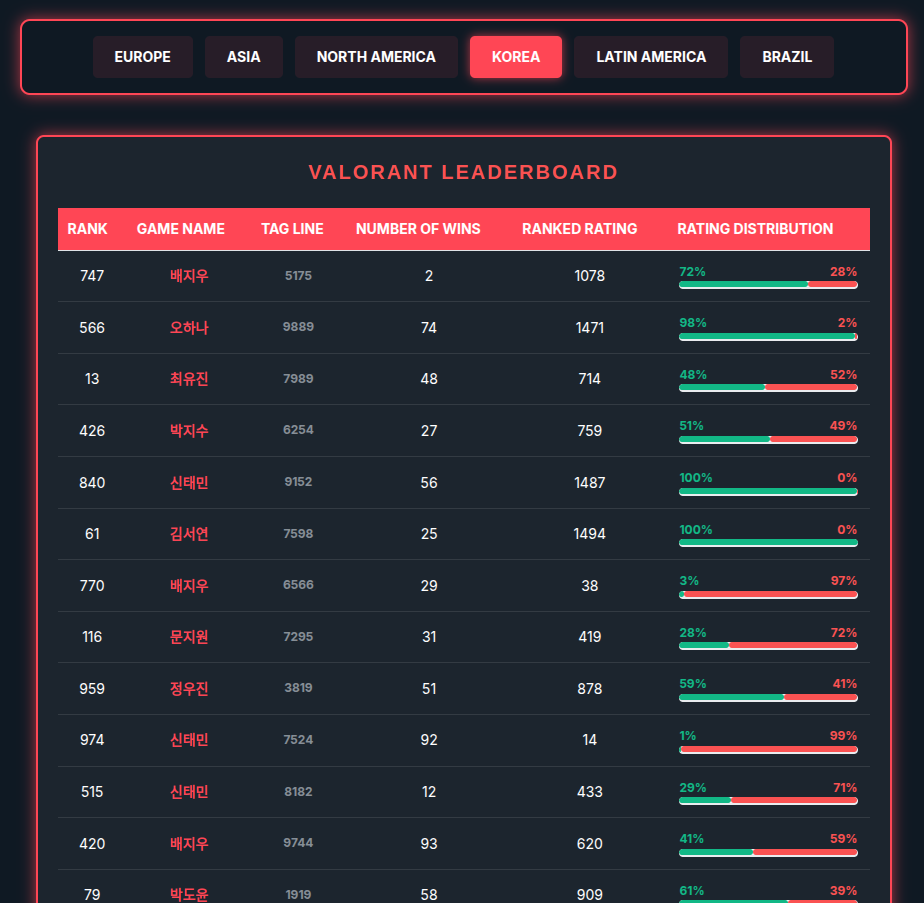 EUROPE ASIA NORTH AMERICA KOREA LATIN AMERICA BRAZIL
VALORANT LEADERBOARD
RANK GAME NAME TAG LINE NUMBER OF WINS RANKED RATING RATING DISTRIBUTION
747 배지우 5175 2 1078 72% 28%
566 오하나 9889 74 1471 98% 2%
13 최유진 7989 48 714 48% 52%
426 박지수 6254 27 759 51% 49%
840 신태민 9152 56 1487 100% 0%
61 김서연 7598 25 1494 100% 0%
770 배지우 6566 29 38 3% 97%
116 문지원 7295 31 419 28% 72%
959 정우진 3819 51 878 59% 41%
974 신태민 7524 92 14 1% 99%
515 신태민 8182 12 433 29% 71%
420 배지우 9744 93 620 41% 59%
79 박도윤 1919 58 909 61% 39%